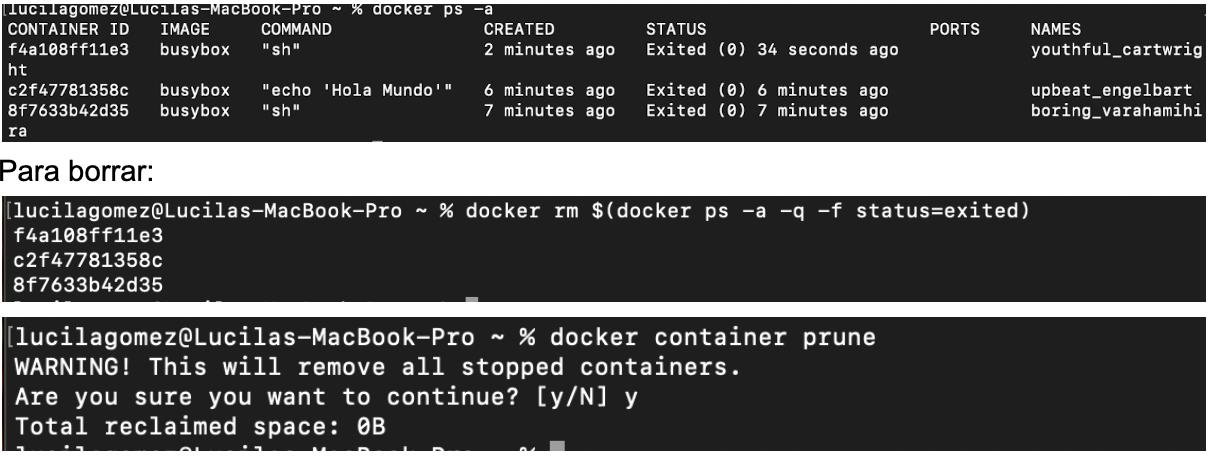 [lucilagomez@Lucilas-MacBook-Pro ~ % docker ps -a
CONTAINER ID   IMAGE     COMMAND                CREATED         STATUS                      PORTS     NAMES
f4a108ff11e3   busybox   "sh"                   2 minutes ago   Exited (0) 34 seconds ago             youthful_cartwrig
ht
c2f47781358c   busybox   "echo 'Hola Mundo'"   6 minutes ago   Exited (0) 6 minutes ago              upbeat_engelbart
8f7633b42d35   busybox   "sh"                   7 minutes ago   Exited (0) 7 minutes ago              boring_varahamihi
ra
Para borrar:
[lucilagomez@Lucilas-MacBook-Pro ~ % docker rm $(docker ps -a -q -f status=exited)
f4a108ff11e3
c2f47781358c
8f7633b42d35
[lucilagomez@Lucilas-MacBook-Pro ~ % docker container prune
WARNING! This will remove all stopped containers.
Are you sure you want to continue? [y/N] y
Total reclaimed space: 0B